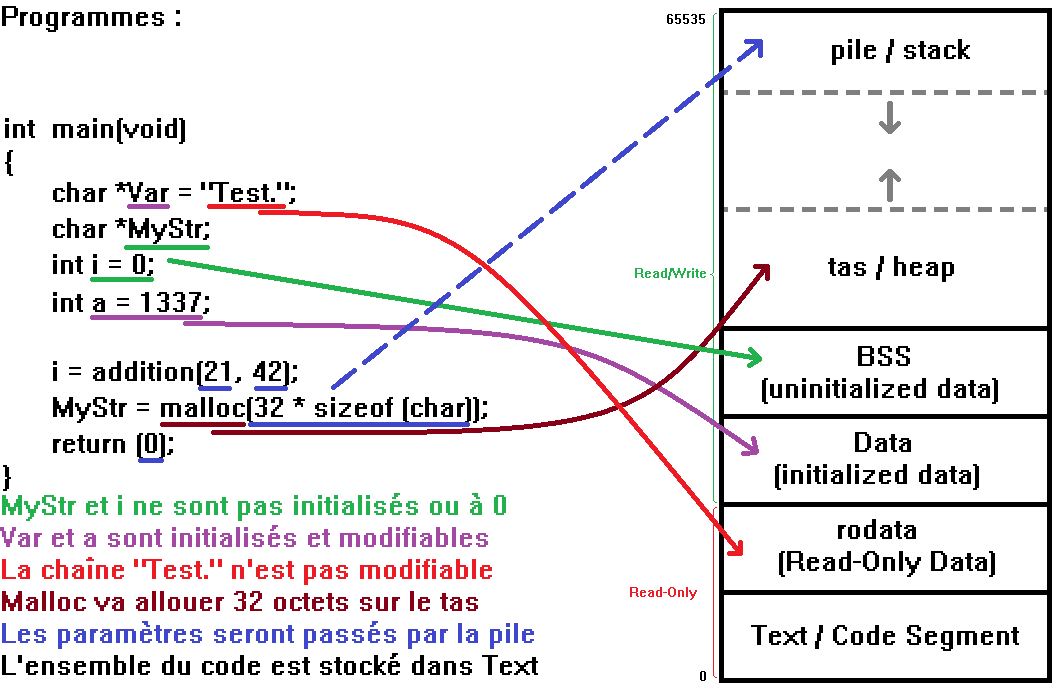 Programmes :
int main(void)
{
char *Var = "Test.";
char *MyStr;
int i = 0;
int a = 1337;
i = addition(21, 42);
MyStr = malloc(32 * sizeof (char));
return (0);
}
MyStr et i ne sont pas initialisés ou à 0
Var et a sont initialisés et modifiables
La chaîne "Test." n'est pas modifiable
Malloc va allouer 32 octets sur le tas
Les paramètres seront passés par la pile
L'ensemble du code est stocké dans Text
65535
pile / stack
Read/Write
tas / heap
BSS
(uninitialized data)
Data
(initialized data)
rodata
(Read-Only Data)
Read-Only
Text / Code Segment
0